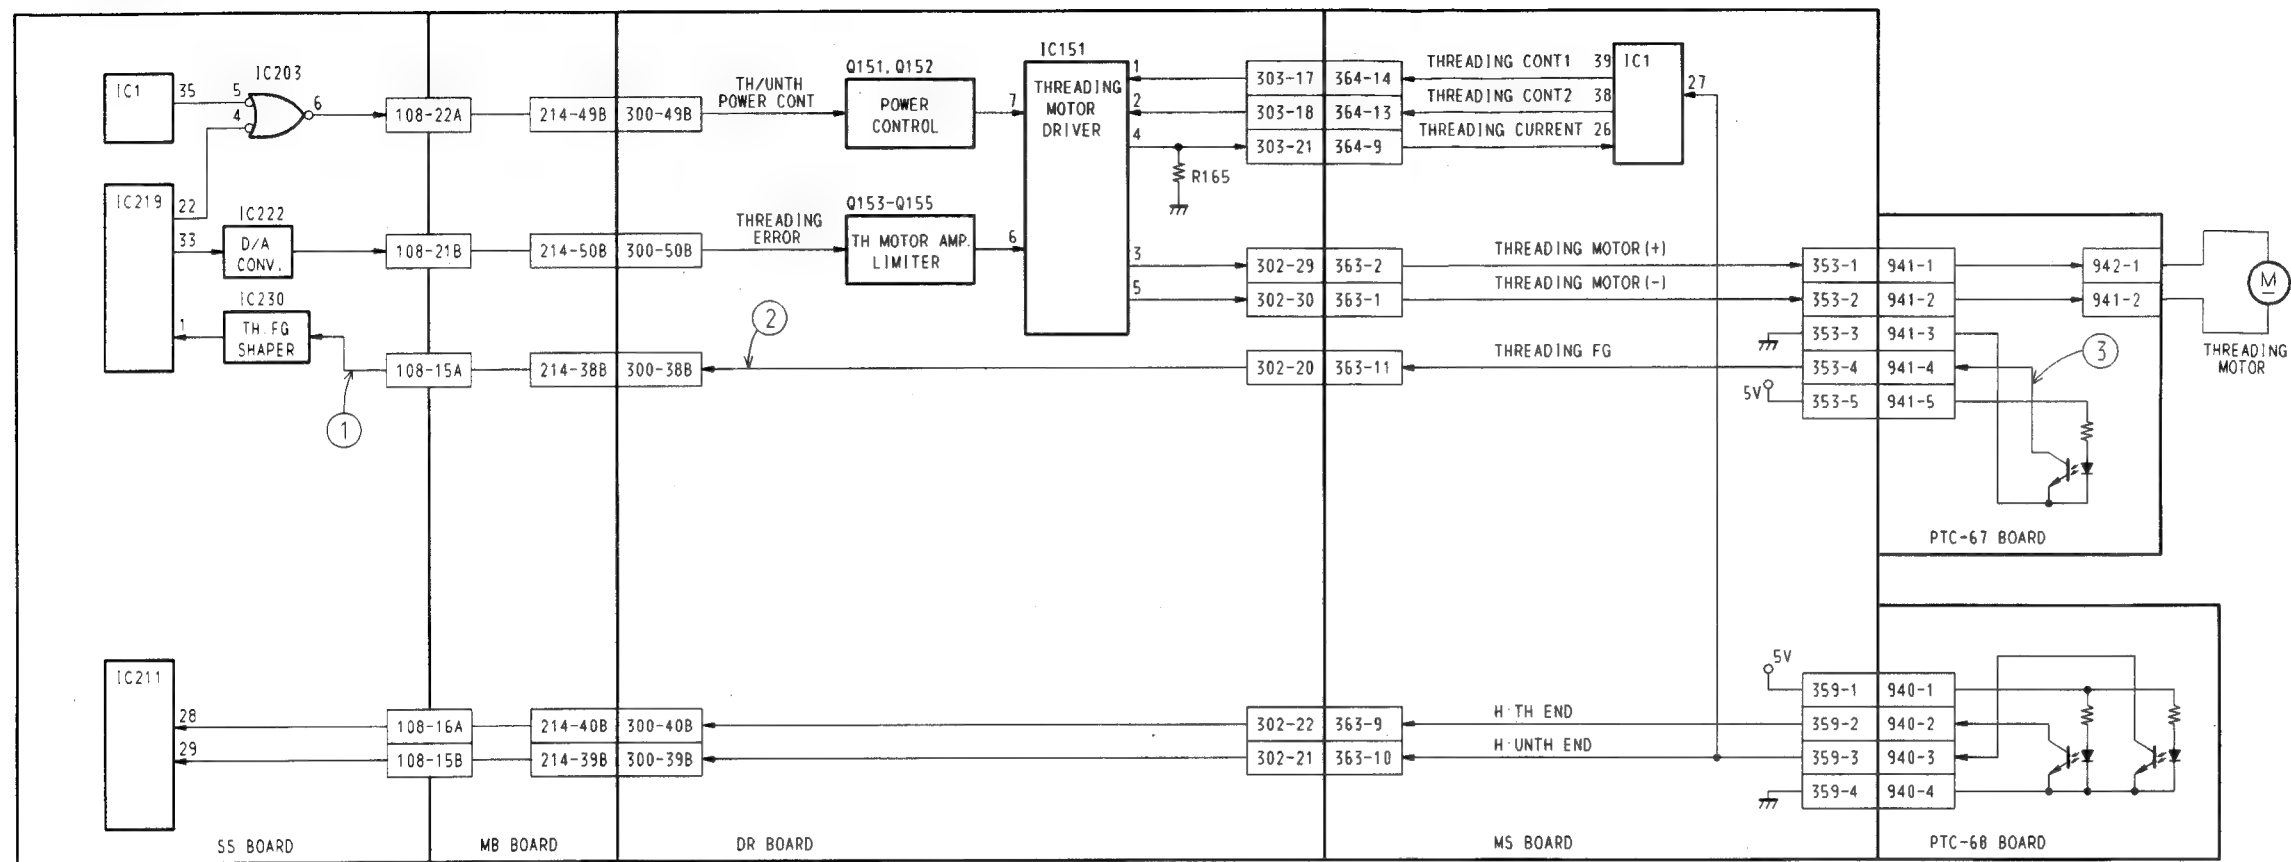 IC1
35
5
4
IC203
6
108-22A
214-49B
300-49B
TH/UNTH
POWER CONT
Q151, Q152
POWER
CONTROL
7
IC151
THREADING
MOTOR
DRIVER
1
2
4
303-17
364-14
303-18
364-13
303-21
364-9
R165
THREADING CONT1 39
THREADING CONT2 38
THREADING CURRENT 26
IC1
27
IC219
22
33
1
IC222
D/A
CONV.
108-21B
214-50B
300-50B
THREADING
ERROR
Q153-Q155
TH MOTOR AMP.
LIMITER
6
3
5
302-29
363-2
302-30
363-1
THREADING MOTOR(+)
THREADING MOTOR(-)
353-1
941-1
942-1
353-2
941-2
941-2
353-3
941-3
353-4
941-4
353-5
941-5
5V
M
THREADING
MOTOR
IC230
TH.FG
SHAPER
108-15A
214-38B
300-38B
1
2
3
302-20
363-11
THREADING FG
PTC-67 BOARD
IC211
28
29
108-16A
214-40B
300-40B
108-15B
214-39B
300-39B
302-22
363-9
302-21
363-10
H:TH END
H:UNTH END
5V
359-1
940-1
359-2
940-2
359-3
940-3
359-4
940-4
SS BOARD
MB BOARD
DR BOARD
MS BOARD
PTC-68 BOARD